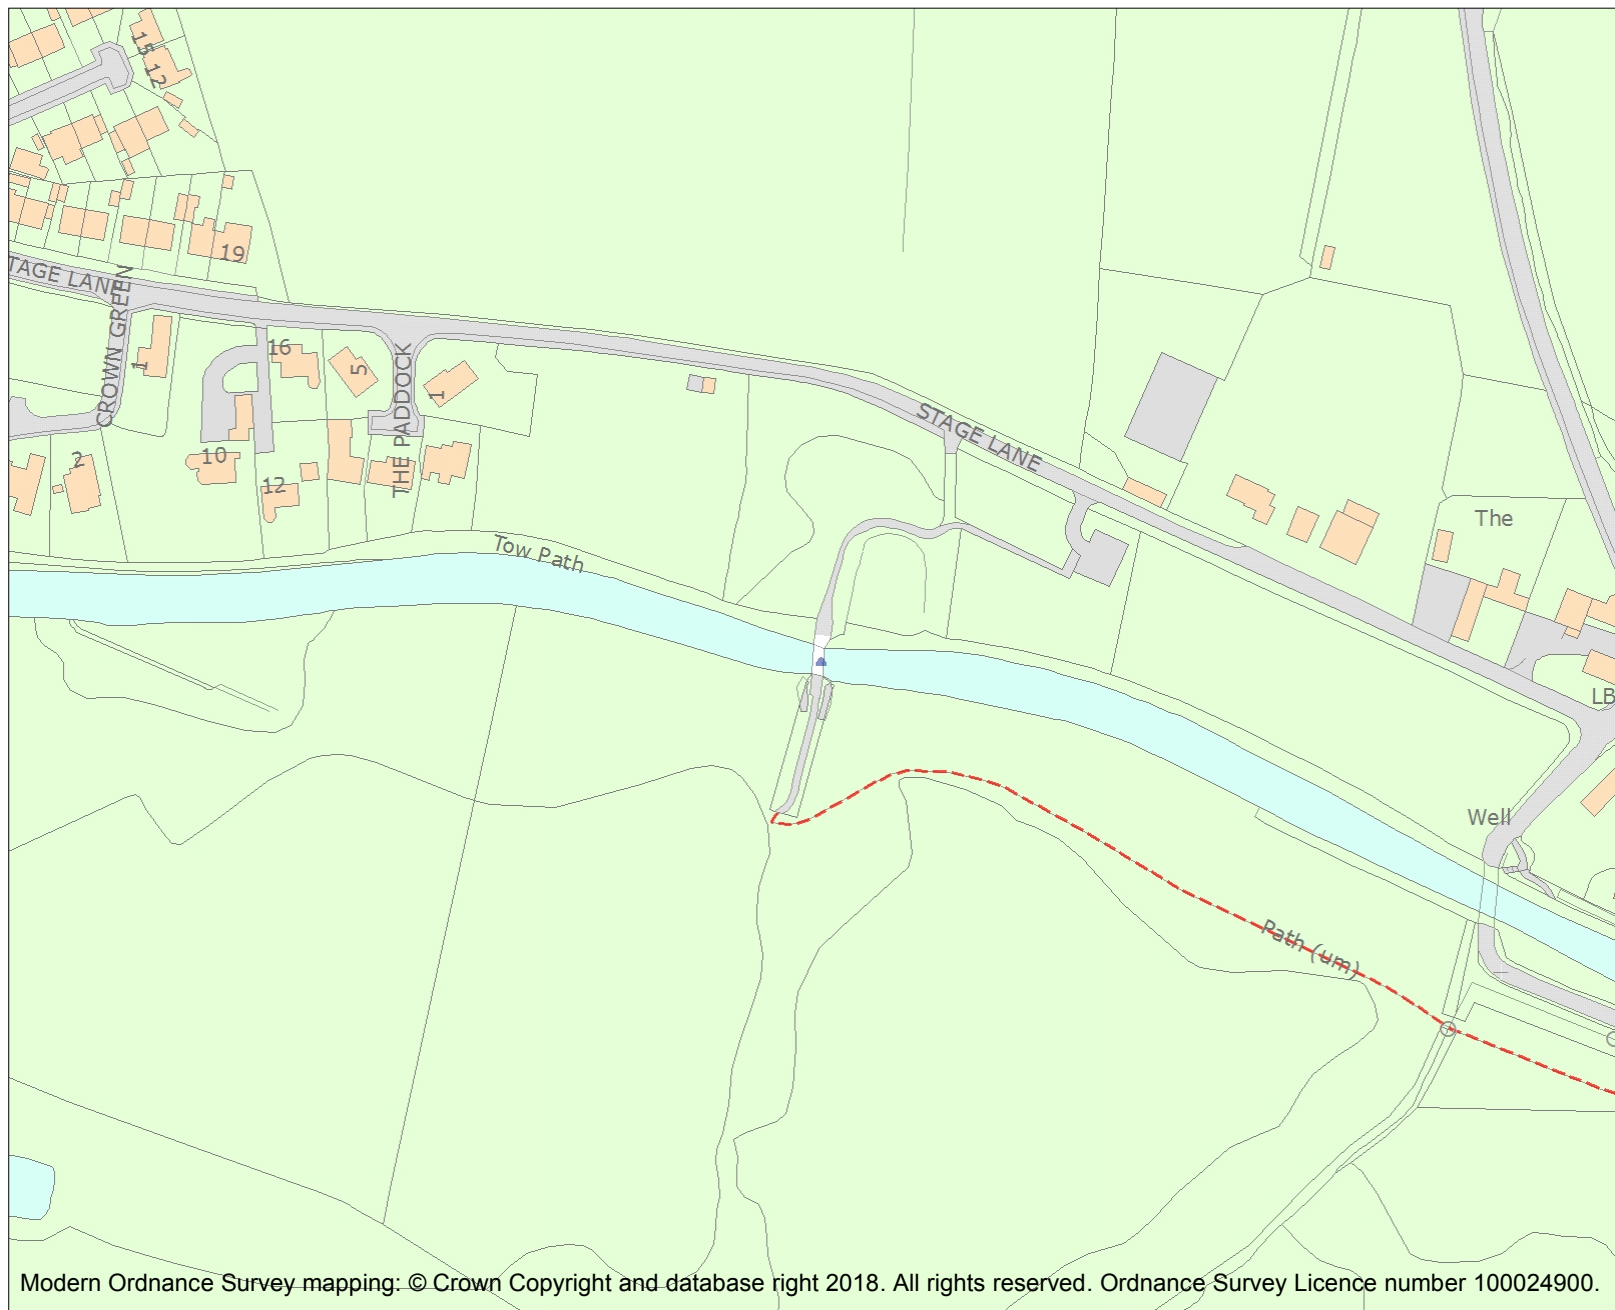 15
12
19
TAGE LANE
CROWN GREEN
1
16
5
THE PADDOCK
1
2
10
12
STAGE LANE
Tow Path
The
LB
Well
Path (um)
Modern Ordnance Survey mapping: © Crown Copyright and database right 2018. All rights reserved. Ordnance Survey Licence number 100024900.